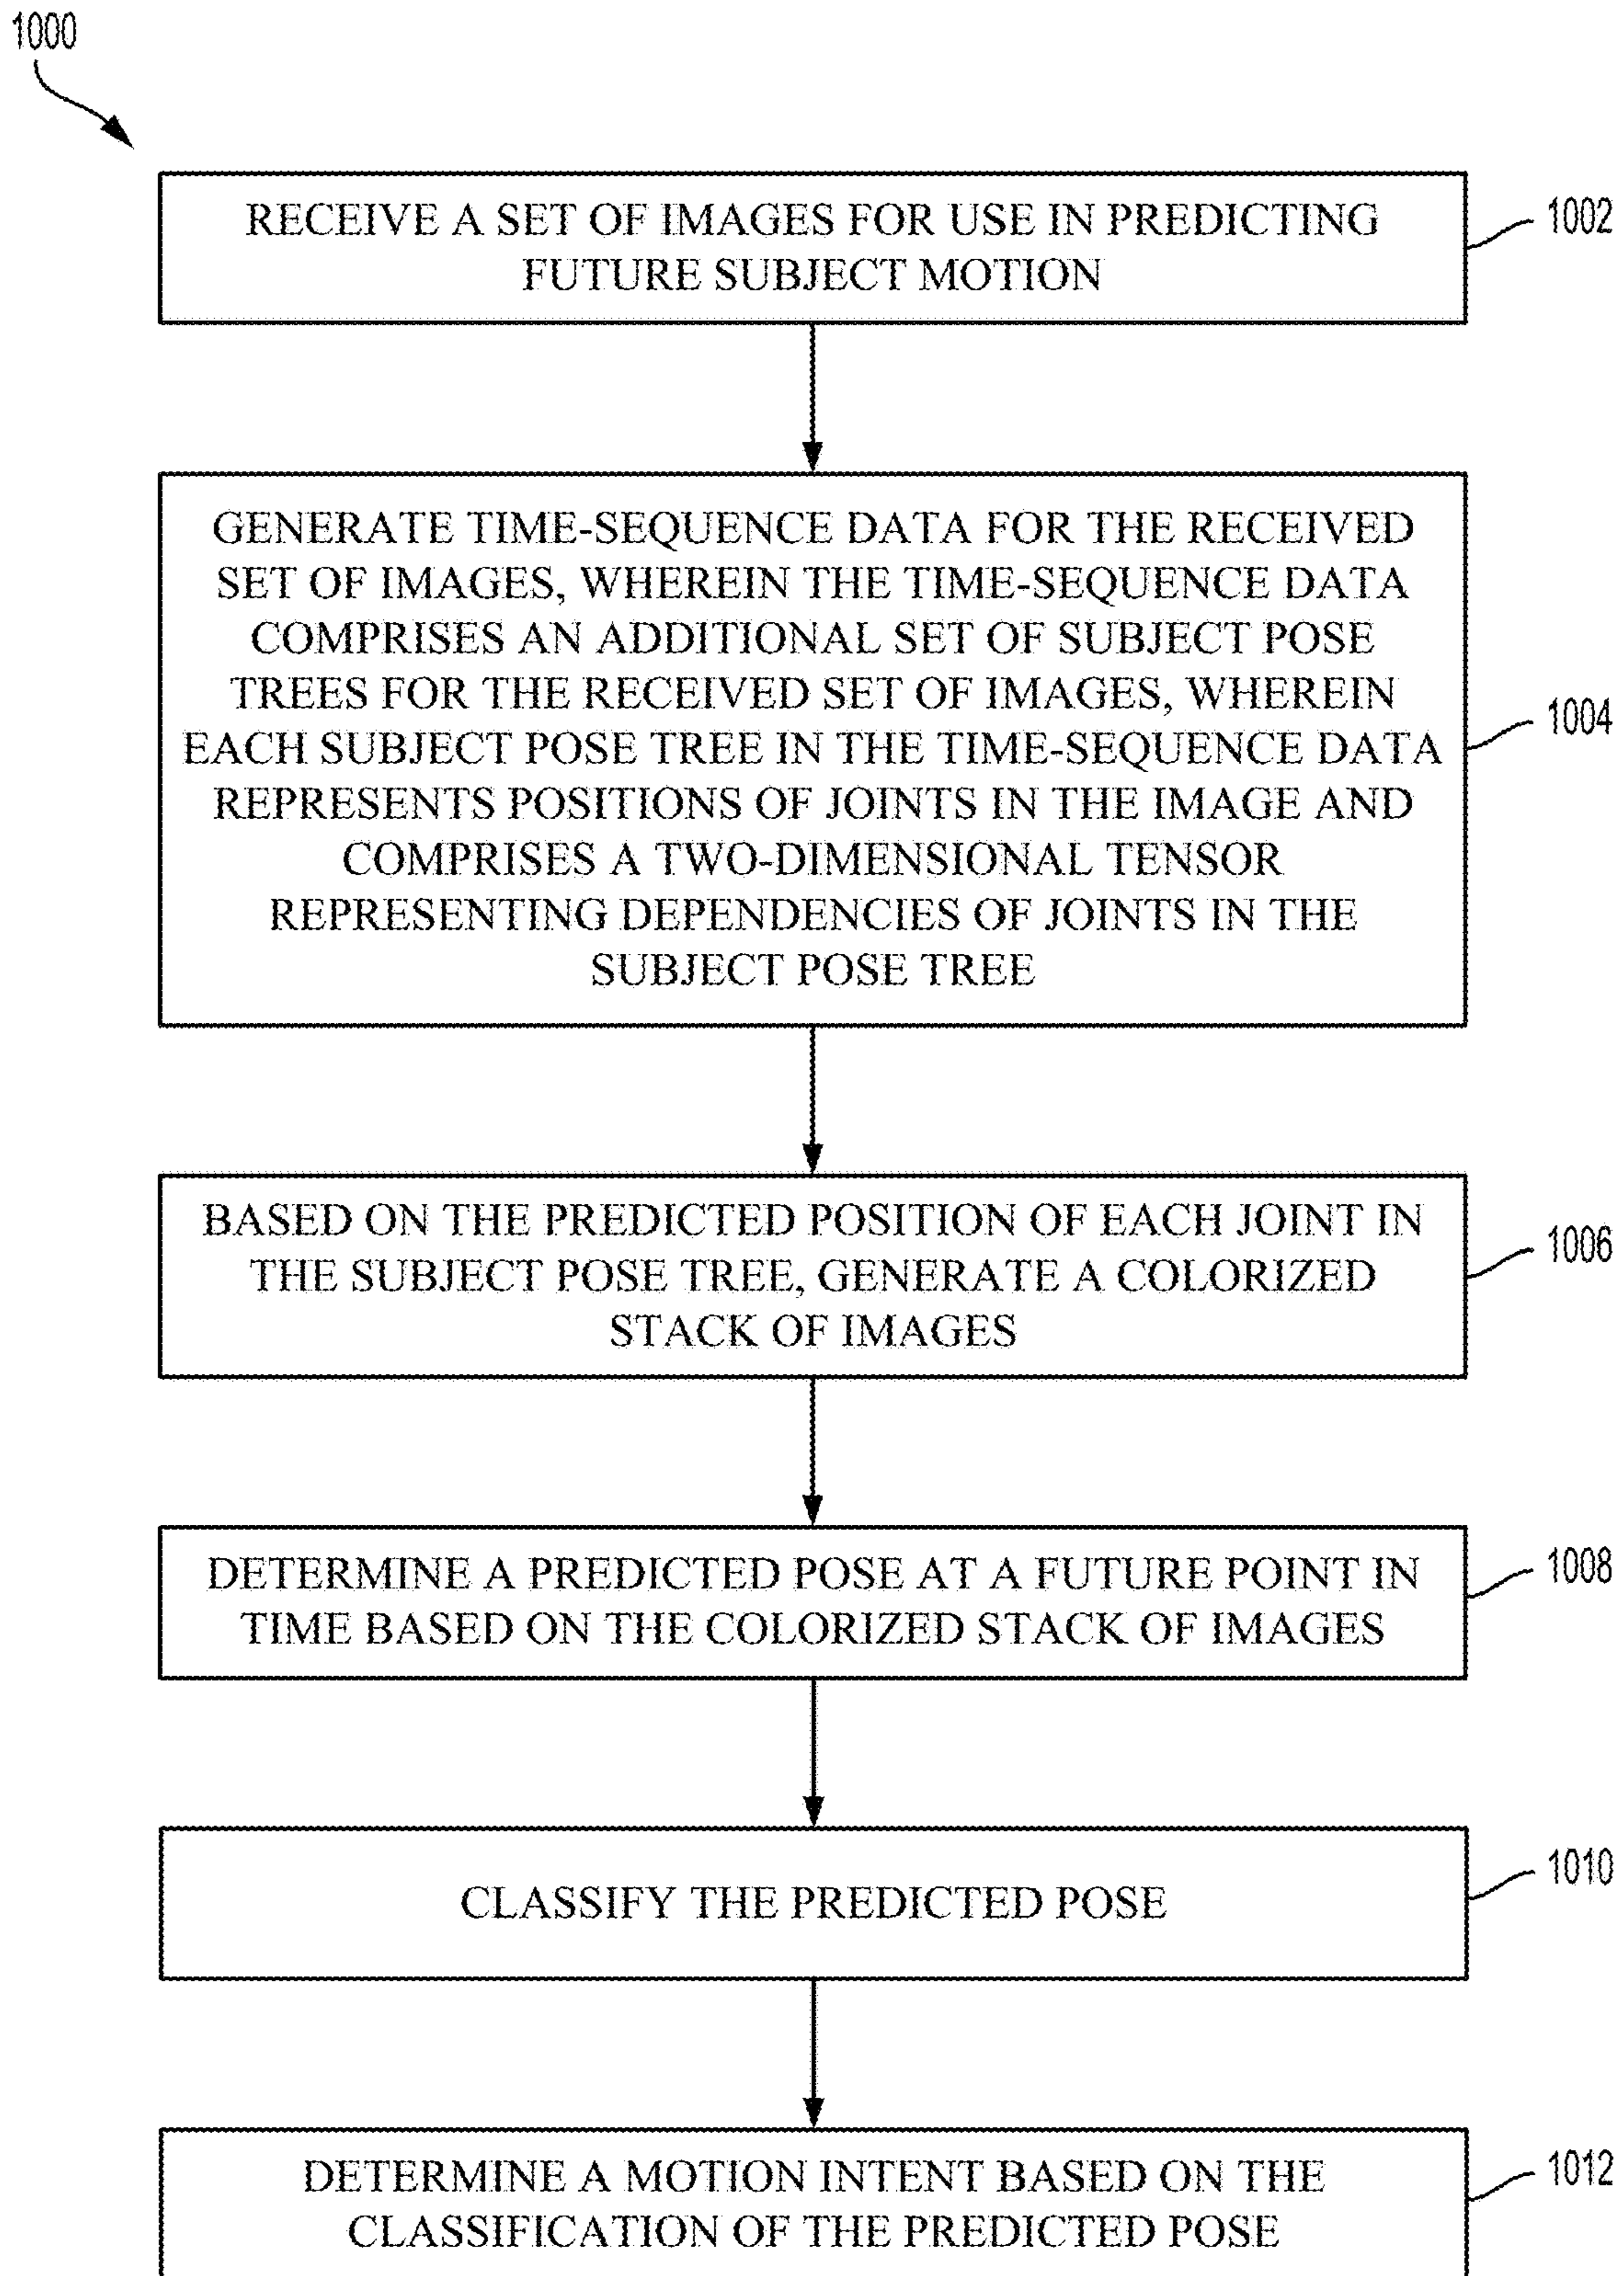 1000
RECEIVE A SET OF IMAGES FOR USE IN PREDICTING
FUTURE SUBJECT MOTION
1002
GENERATE TIME-SEQUENCE DATA FOR THE RECEIVED
SET OF IMAGES, WHEREIN THE TIME-SEQUENCE DATA
COMPRISES AN ADDITIONAL SET OF SUBJECT POSE
TREES FOR THE RECEIVED SET OF IMAGES, WHEREIN
EACH SUBJECT POSE TREE IN THE TIME-SEQUENCE DATA
REPRESENTS POSITIONS OF JOINTS IN THE IMAGE AND
COMPRISES A TWO-DIMENSIONAL TENSOR
REPRESENTING DEPENDENCIES OF JOINTS IN THE
SUBJECT POSE TREE
1004
BASED ON THE PREDICTED POSITION OF EACH JOINT IN
THE SUBJECT POSE TREE, GENERATE A COLORIZED
STACK OF IMAGES
1006
DETERMINE A PREDICTED POSE AT A FUTURE POINT IN
TIME BASED ON THE COLORIZED STACK OF IMAGES
1008
CLASSIFY THE PREDICTED POSE
1010
DETERMINE A MOTION INTENT BASED ON THE
CLASSIFICATION OF THE PREDICTED POSE
1012